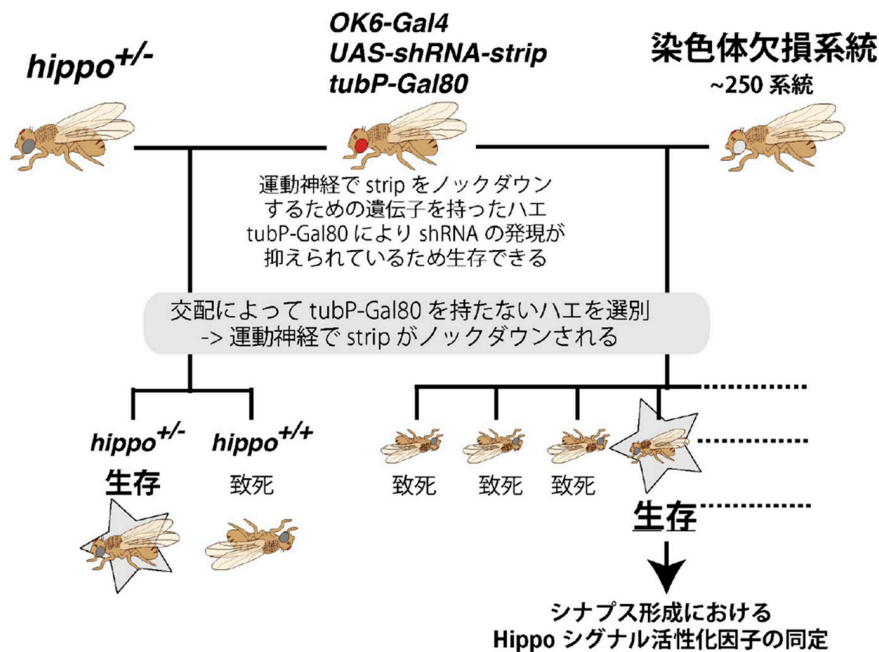 hippo+/-
OK6-Gal4
UAS-shRNA-strip
tubP-Gal80
染色体欠損系統
~250 系統
運動神経で strip をノックダウン
するための遺伝子を持ったハエ
tubP-Gal80 により shRNA の発現が
抑えられているため生存できる
交配によって tubP-Gal80 を持たないハエを選別
-> 運動神経で strip がノックダウンされる
hippo+/- hippo+/+
生存 致死
致死 致死 致死
生存
シナプス形成における
Hippo シグナル活性化因子の同定